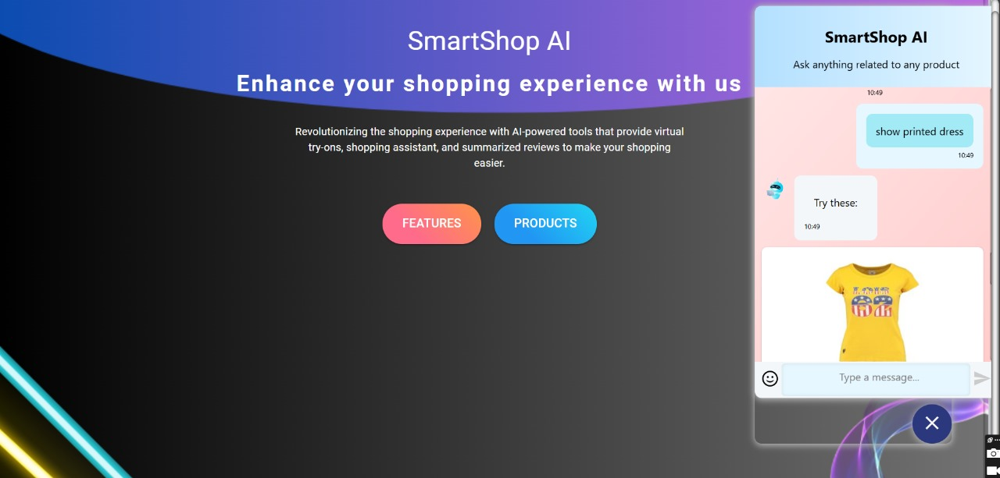 SmartShop AI
Enhance your shopping experience with us
Revolutionizing the shopping experience with AI-powered tools that provide virtual
try-ons, shopping assistant, and summarized reviews to make your shopping
easier.
FEATURES
PRODUCTS
SmartShop AI
Ask anything related to any product
10:49
show printed dress
10:49
Try these:
10:49
LOIS
62
Type a message...